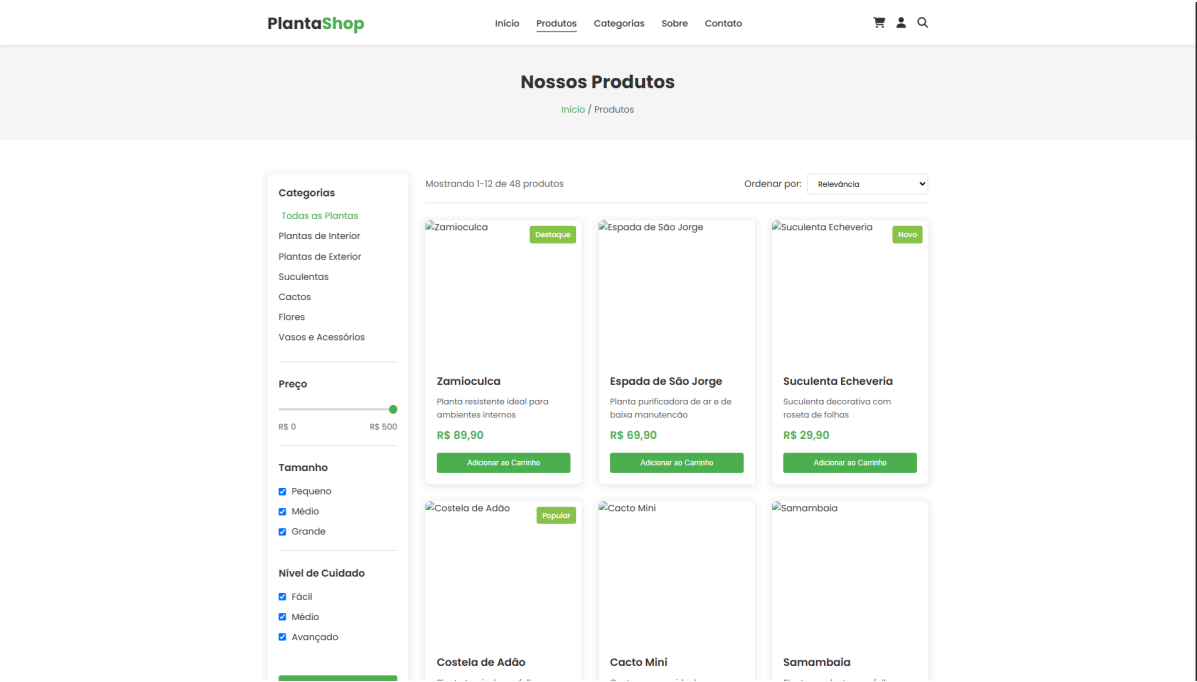 PlantaShop
Início Produtos Categorias Sobre Contato
Nossos Produtos
Início / Produtos
Categorias
Todas as Plantas
Plantas de Interior
Plantas de Exterior
Suculentas
Cactos
Flores
Vasos e Acessórios
Preço
R$ 0 R$ 500
Tamanho
Pequeno
Médio
Grande
Nível de Cuidado
Fácil
Médio
Avançado
Mostrando 1-12 de 48 produtos
Ordenar por: Relevância
Zamioculca
Destaque
Zamioculca
Planta resistente ideal para
ambientes internos
R$ 89,90
Adicionar ao Carrinho
Espada de São Jorge
Espada de São Jorge
Planta purificadora de ar e de
baixa manutenção
R$ 69,90
Adicionar ao Carrinho
Suculenta Echeveria
Novo
Suculenta Echeveria
Suculenta decorativa com
roseta de folhas
R$ 29,90
Adicionar ao Carrinho
Costela de Adão
Popular
Costela de Adão
Cacto Mini
Cacto Mini
Samambaia
Samambaia